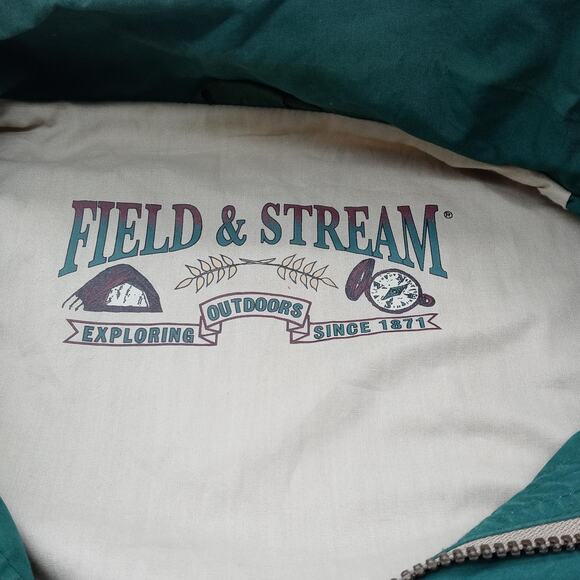 FIELD & STREAM®
EXPLORING OUTDOORS SINCE 1871